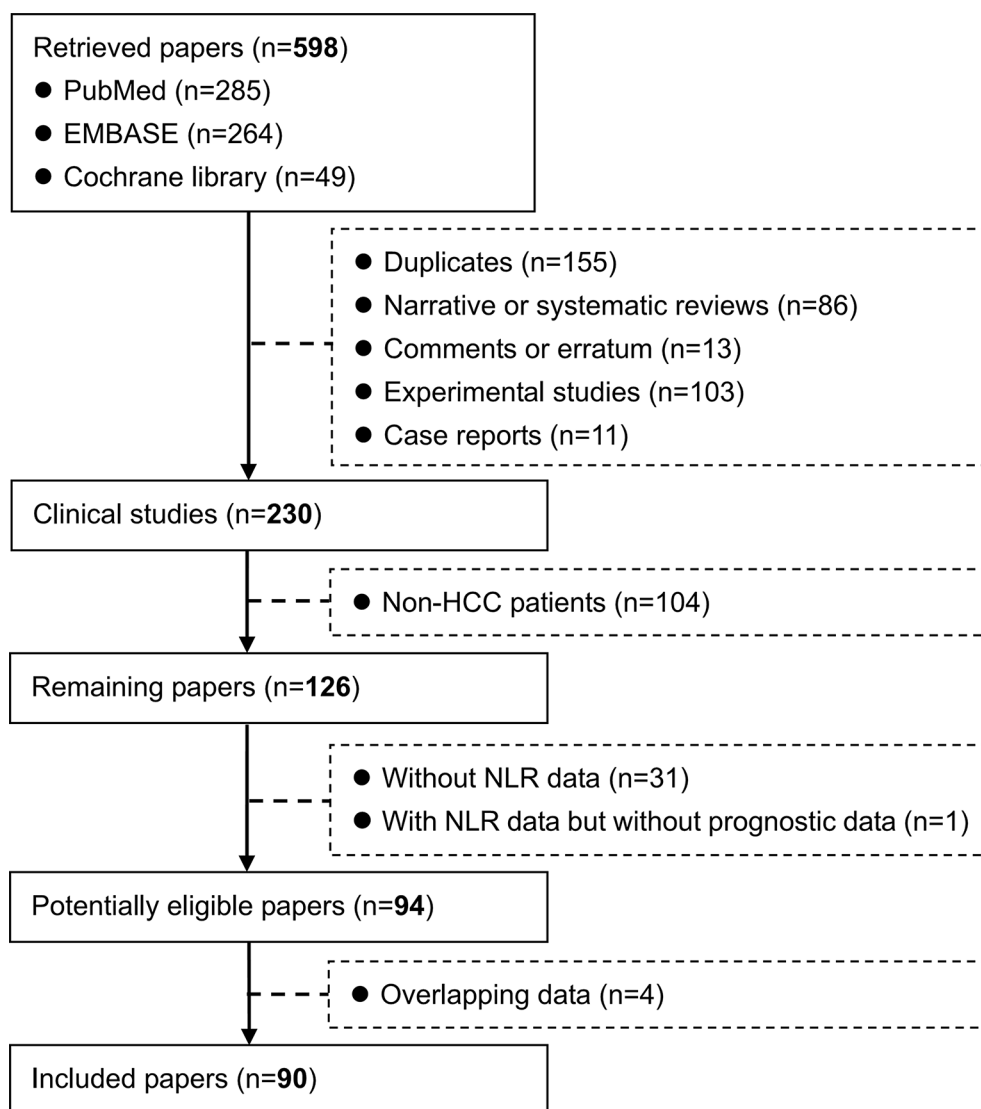 Retrieved papers (n=598)
● PubMed (n=285)
● EMBASE (n=264)
● Cochrane library (n=49)
● Duplicates (n=155)
● Narrative or systematic reviews (n=86)
● Comments or erratum (n=13)
● Experimental studies (n=103)
● Case reports (n=11)
Clinical studies (n=230)
● Non-HCC patients (n=104)
Remaining papers (n=126)
● Without NLR data (n=31)
● With NLR data but without prognostic data (n=1)
Potentially eligible papers (n=94)
● Overlapping data (n=4)
Included papers (n=90)